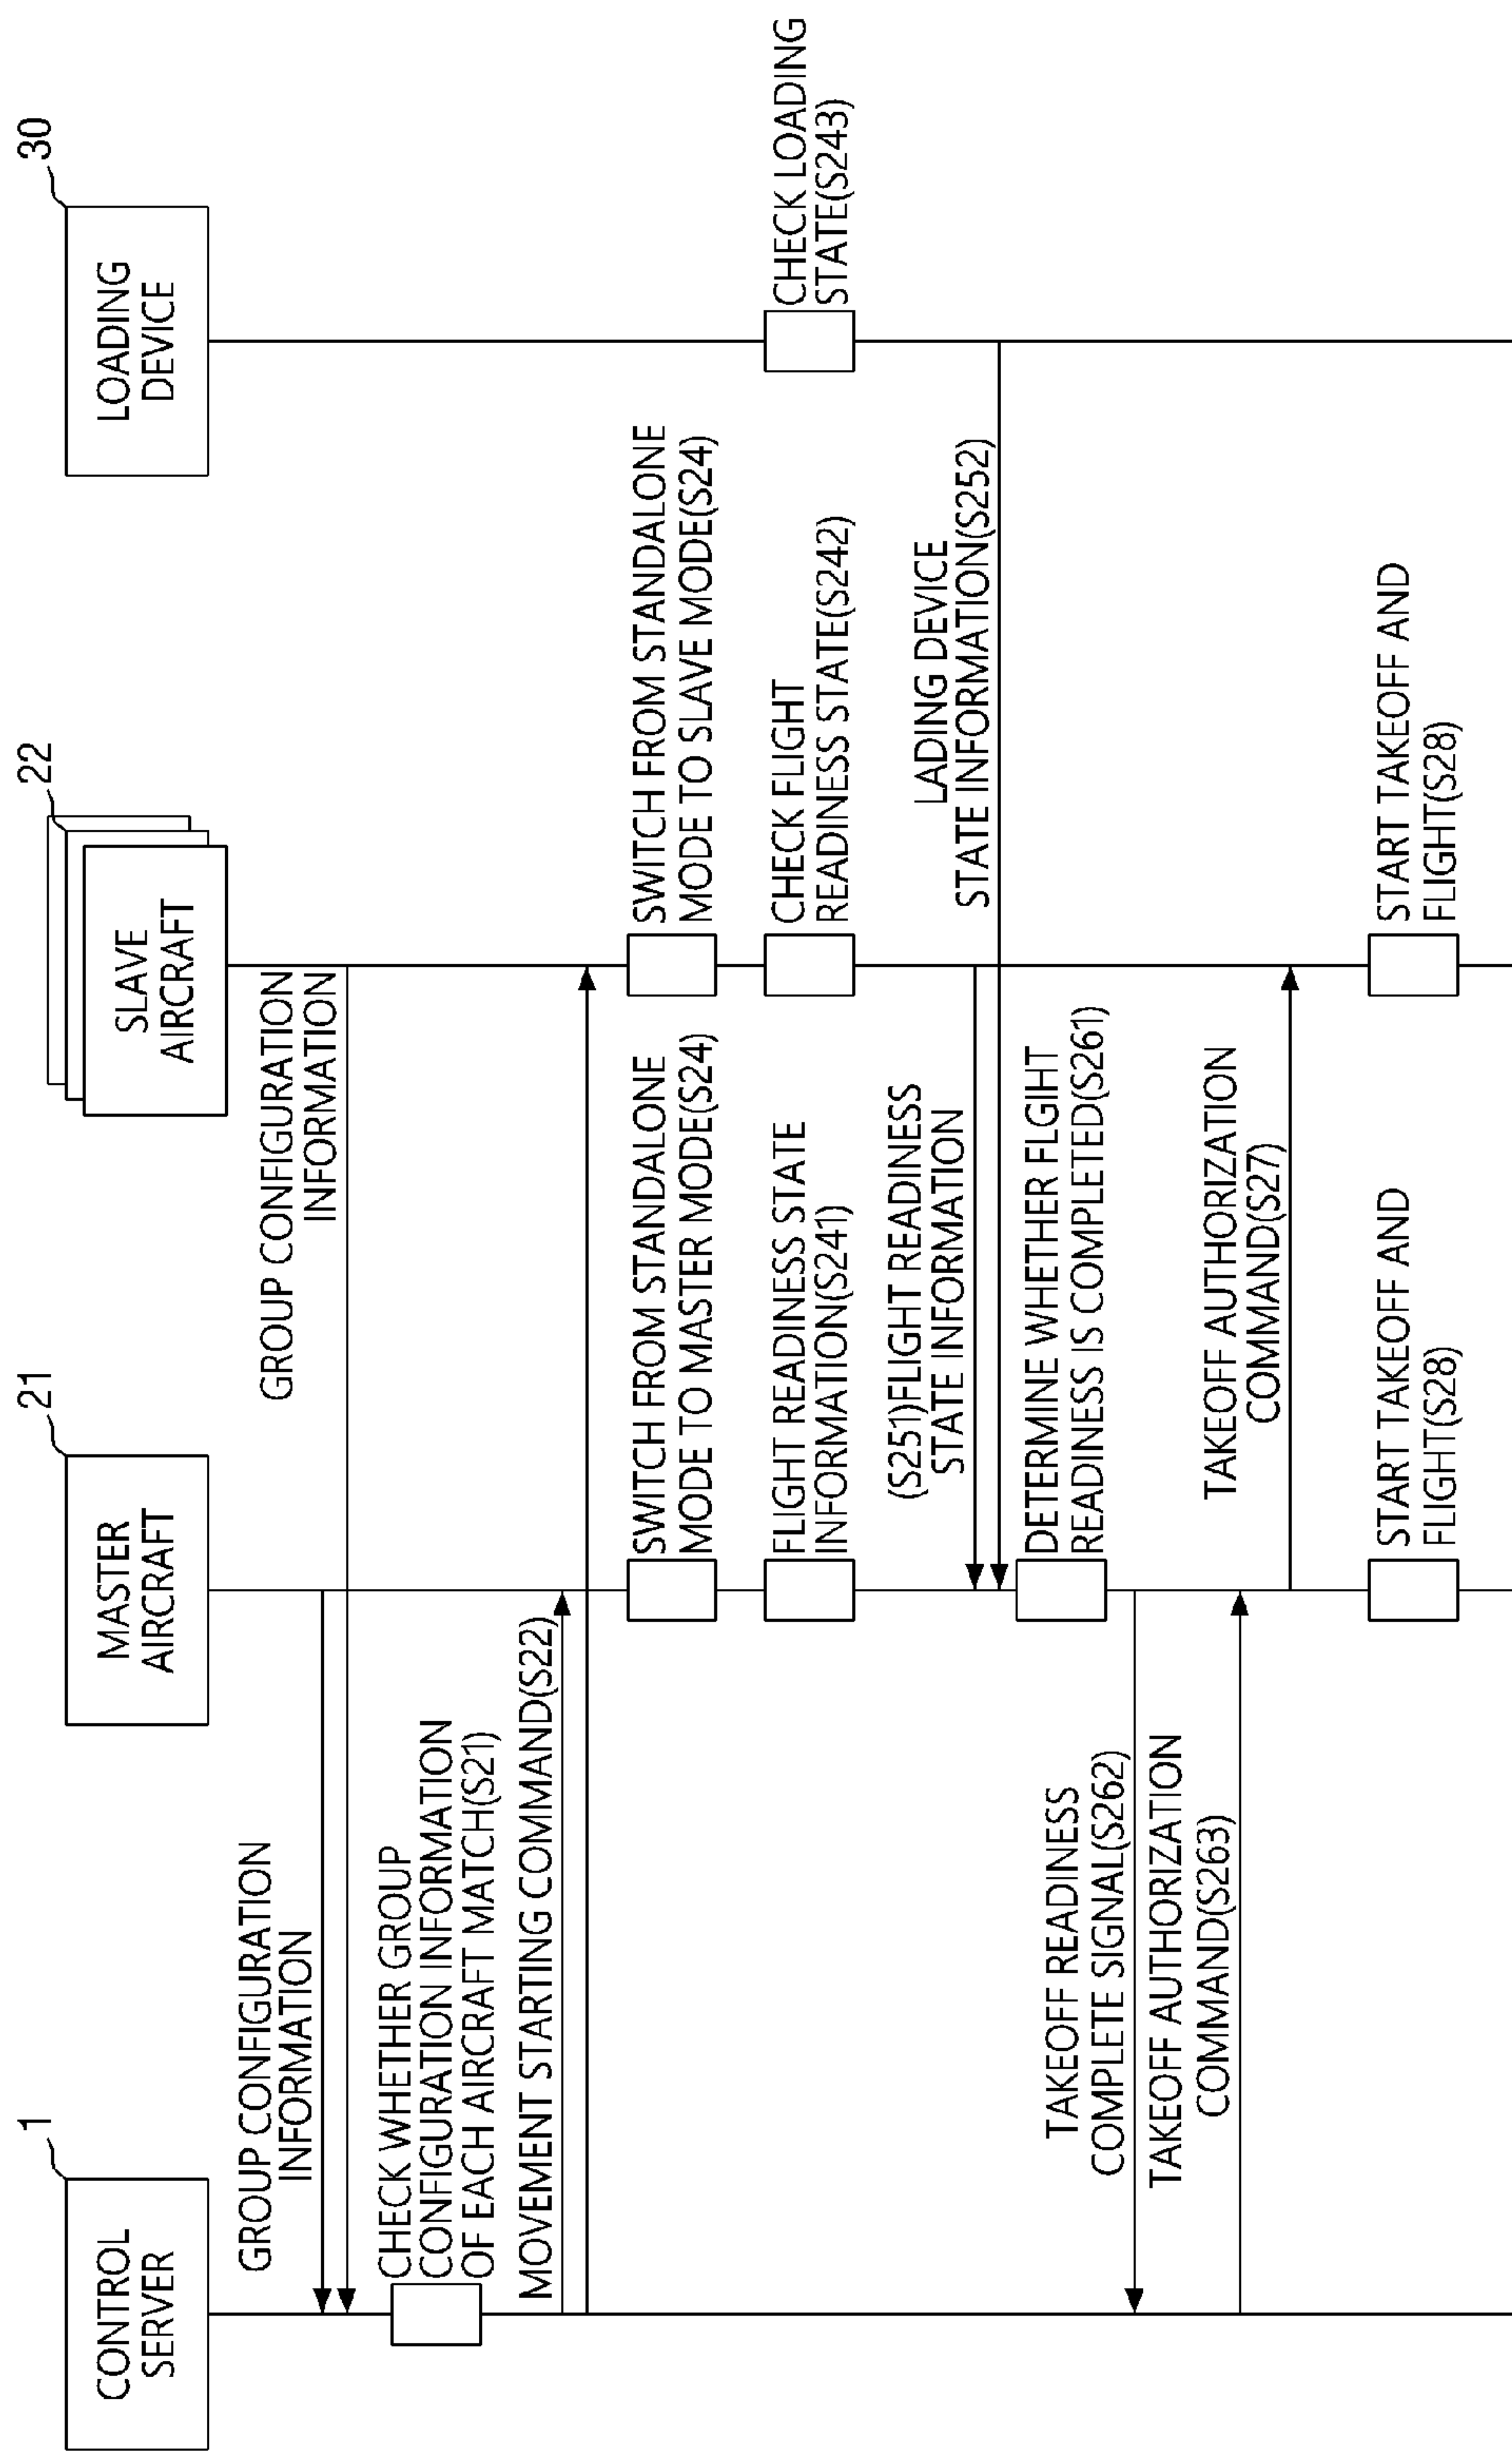 1
CONTROL
SERVER
21
MASTER
AIRCRAFT
22
SLAVE
AIRCRAFT
30
LOADING
DEVICE
GROUP CONFIGURATION
INFORMATION
GROUP CONFIGURATION
INFORMATION
CHECK WHETHER GROUP
CONFIGURATION INFORMATION
OF EACH AIRCRAFT MATCH(S21)
MOVEMENT STARTING COMMAND(S22)
SWITCH FROM STANDALONE
MODE TO MASTER MODE(S24)
SWITCH FROM STANDALONE
MODE TO SLAVE MODE(S24)
FLIGHT READINESS STATE
INFORMATION(S241)
CHECK FLIGHT
READINESS STATE(S242)
CHECK LOADING
STATE(S243)
(S251)FLIGHT READINESS
STATE INFORMATION
LADING DEVICE
STATE INFORMATION(S252)
DETERMINE WHETHER FLGIHT
READINESS IS COMPLETED(S261)
TAKEOFF READINESS
COMPLETE SIGNAL(S262)
TAKEOFF AUTHORIZATION
COMMAND(S263)
TAKEOFF AUTHORIZATION
COMMAND(S27)
START TAKEOFF AND
FLIGHT(S28)
START TAKEOFF AND
FLIGHT(S28)